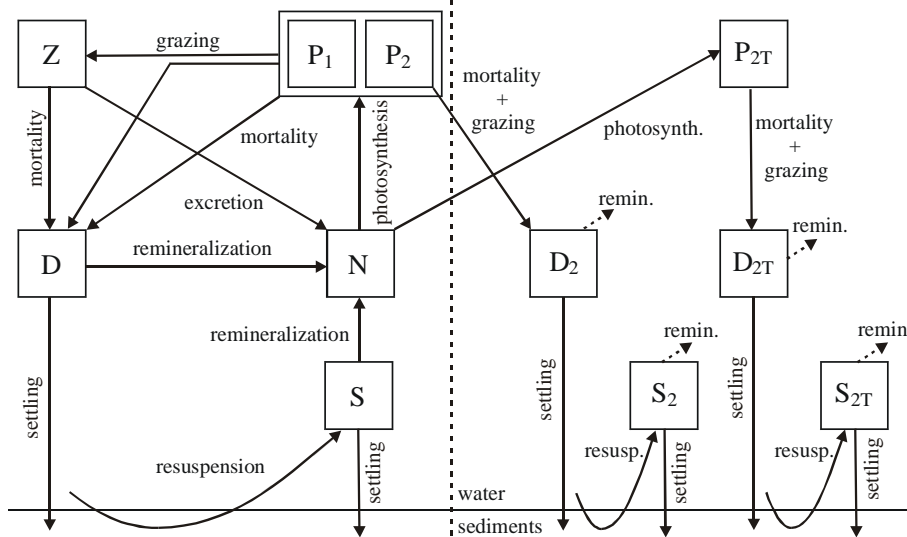 Z
grazing
P1
P2
P2T
mortality
+
grazing
photosynth.
mortality
+
grazing
mortality
mortality
photosynthesis
excretion
remin.
remin.
D
remineralization
N
D2
D2T
remineralization
remin.
remin
settling
S
settling
S2
settling
S2T
resuspension
settling
resusp.
settling
resusp.
settling
water
sediments